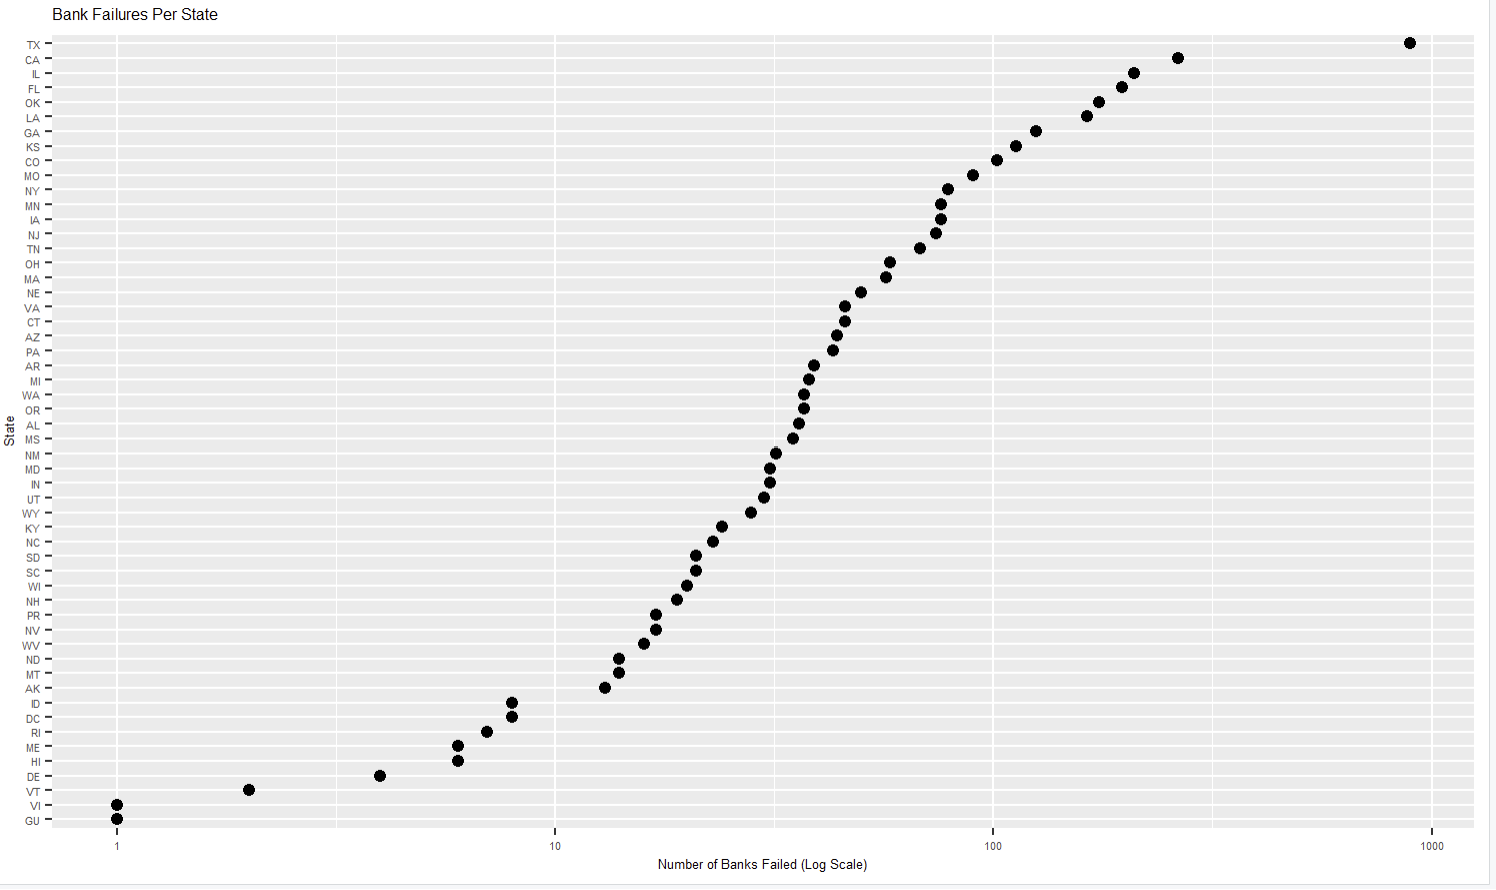 Bank Failures Per State
TX
CA
IL
FL
OK
LA
GA
KS
CO
MO
NY
MN
IA
NJ
TN
OH
MA
NE
VA
CT
AZ
PA
AR
MI
WA
OR
AL
MS
NM
MD
IN
UT
WY
KY
NC
SD
SC
WI
NH
PR
NV
WV
ND
MT
AK
ID
DC
RI
ME
HI
DE
VT
VI
GU
State
1 10 100 1000
Number of Banks Failed (Log Scale)